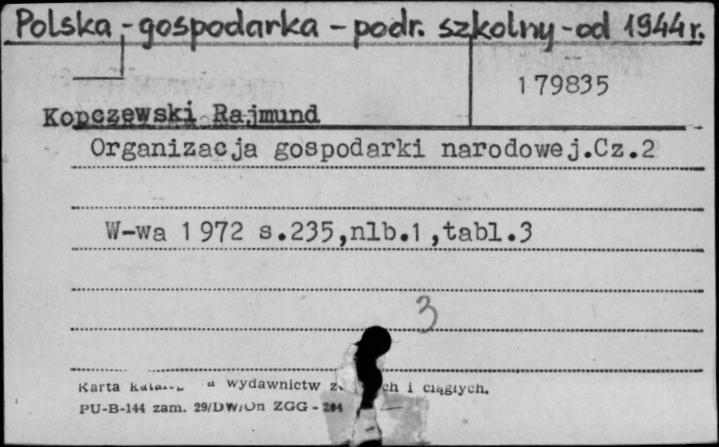 Polska - gospodarka - podr. szkolny - od 1944 r.
179835
Kopczewski Rajmund
Organizacja gospodarki narodowej.Cz.2
W-wa 1972 s.235,nlb.1,tabl.3
3
Karta wydawnictw i ciągłych.
PU-B-144 zam. 29/DW/On ZGG - 204